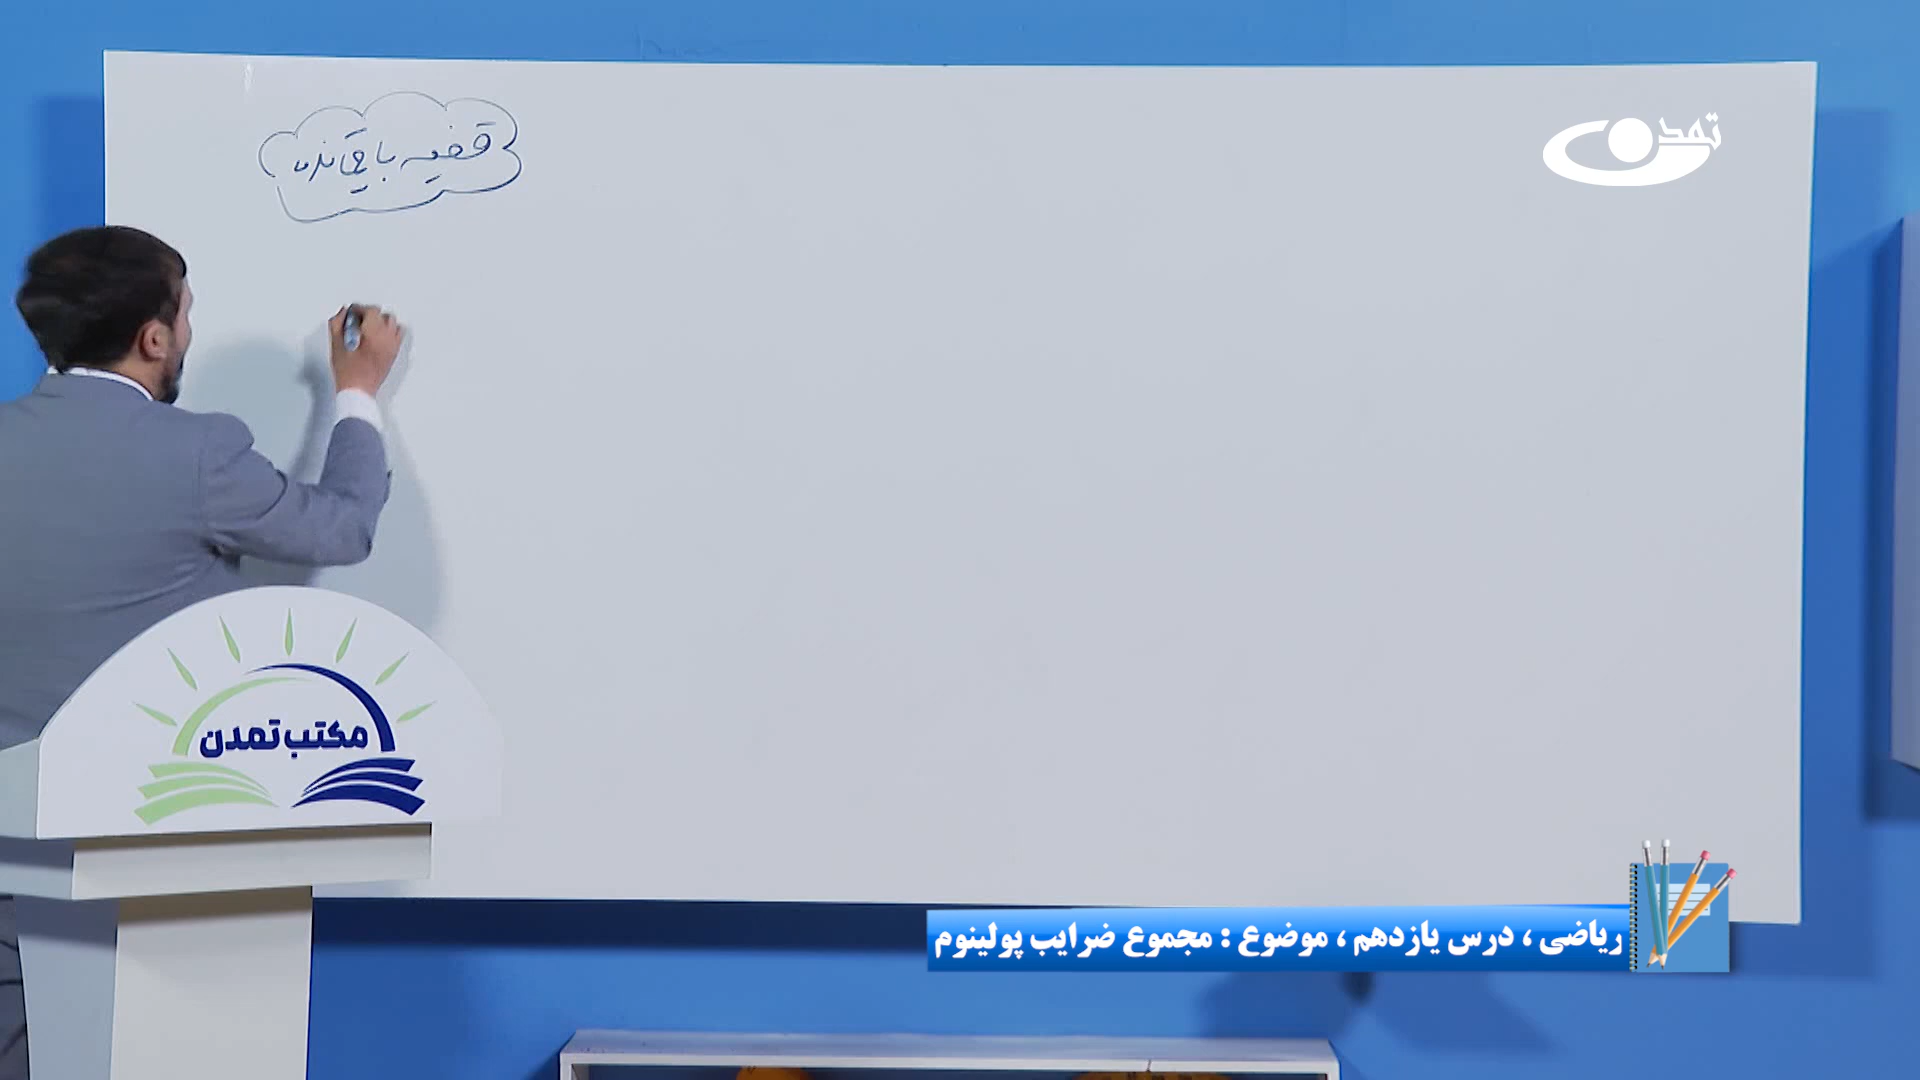 قضیه باقیمانده
تمدن
مکتب تمدن
ریاضی ، درس یازدهم ، موضوع : مجموع ضرایب پولینوم